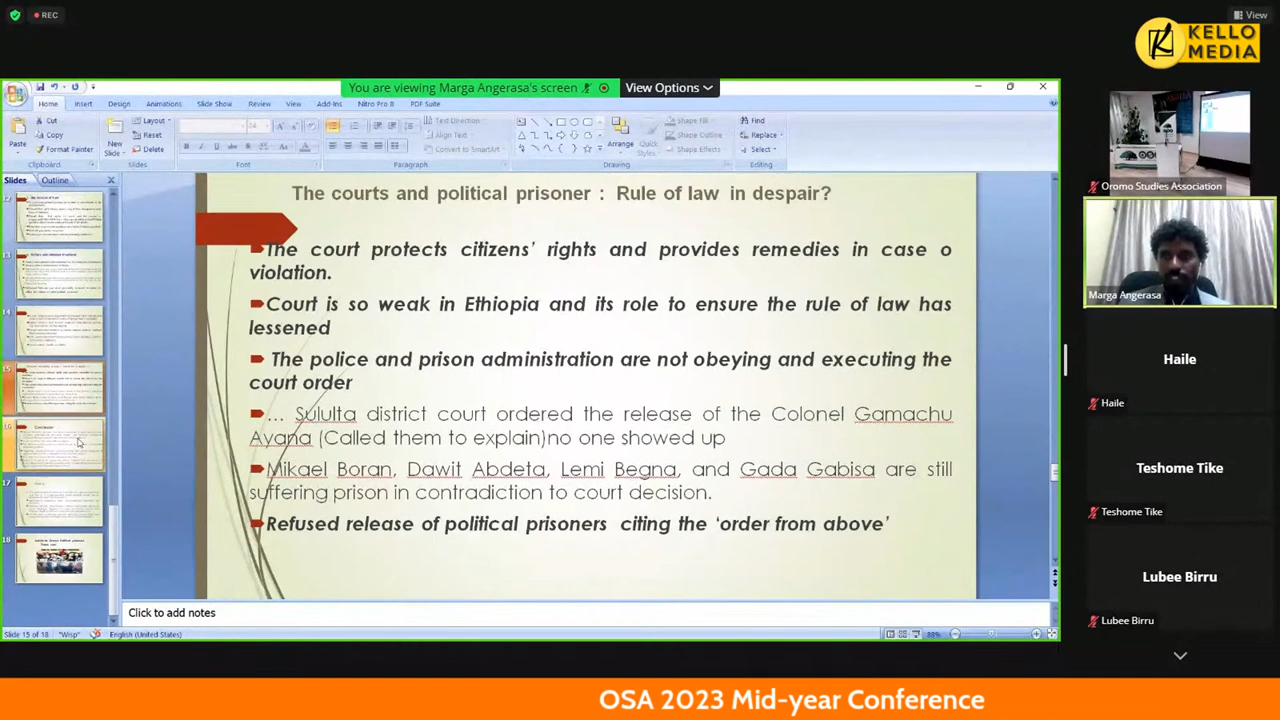 REC
View
KELLO
MEDIA
You are viewing Marga Angerasa's screen
View Options
Home Insert Design Animations Slide Show Review View Add-Ins Nitro Pro 8 PDF Suite
Cut
Copy
Format Painter
Paste
Clipboard
New
Slide
Layout
Reset
Delete
Slides
Font
Text Direction
Align Text
Convert to SmartArt
Paragraph
Arrange
Quick
Styles
Shape Fill
Shape Outline
Shape Effects
Drawing
Find
Replace
Select
Editing
Slides Outline
12
13
14
15
16
17
18
The courts and political prisoner : Rule of law in despair?
The court protects citizens' rights and provides remedies in case o
violation.
Court is so weak in Ethiopia and its role to ensure the rule of law has
lessened
The police and prison administration are not obeying and executing the
court order
… Sululta district court ordered the release of the Colonel Gamachu
Ayana (Called them to explain)no one showed up
Mikael Boran, Dawit Abdeta, Lemi Begna, and Gada Gabisa are still
suffering prison in contradiction to court decision.
Refused release of political prisoners citing the 'order from above'
Click to add notes
Slide 15 of 18 "Wisp" English (United States)
88%
Oromo Studies Association
Marga Angerasa
Haile
Haile
Teshome Tike
Teshome Tike
Lubee Birru
Lubee Birru
OSA 2023 Mid-year Conference